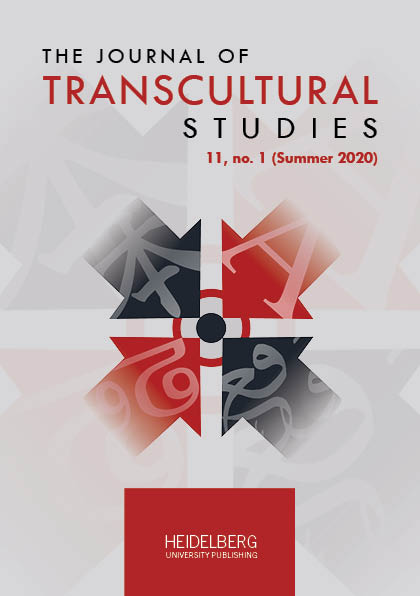 THE JOURNAL OF
TRANSCULTURAL
STUDIES
11, no. 1 (Summer 2020)
HEIDELBERG
UNIVERSITY PUBLISHING